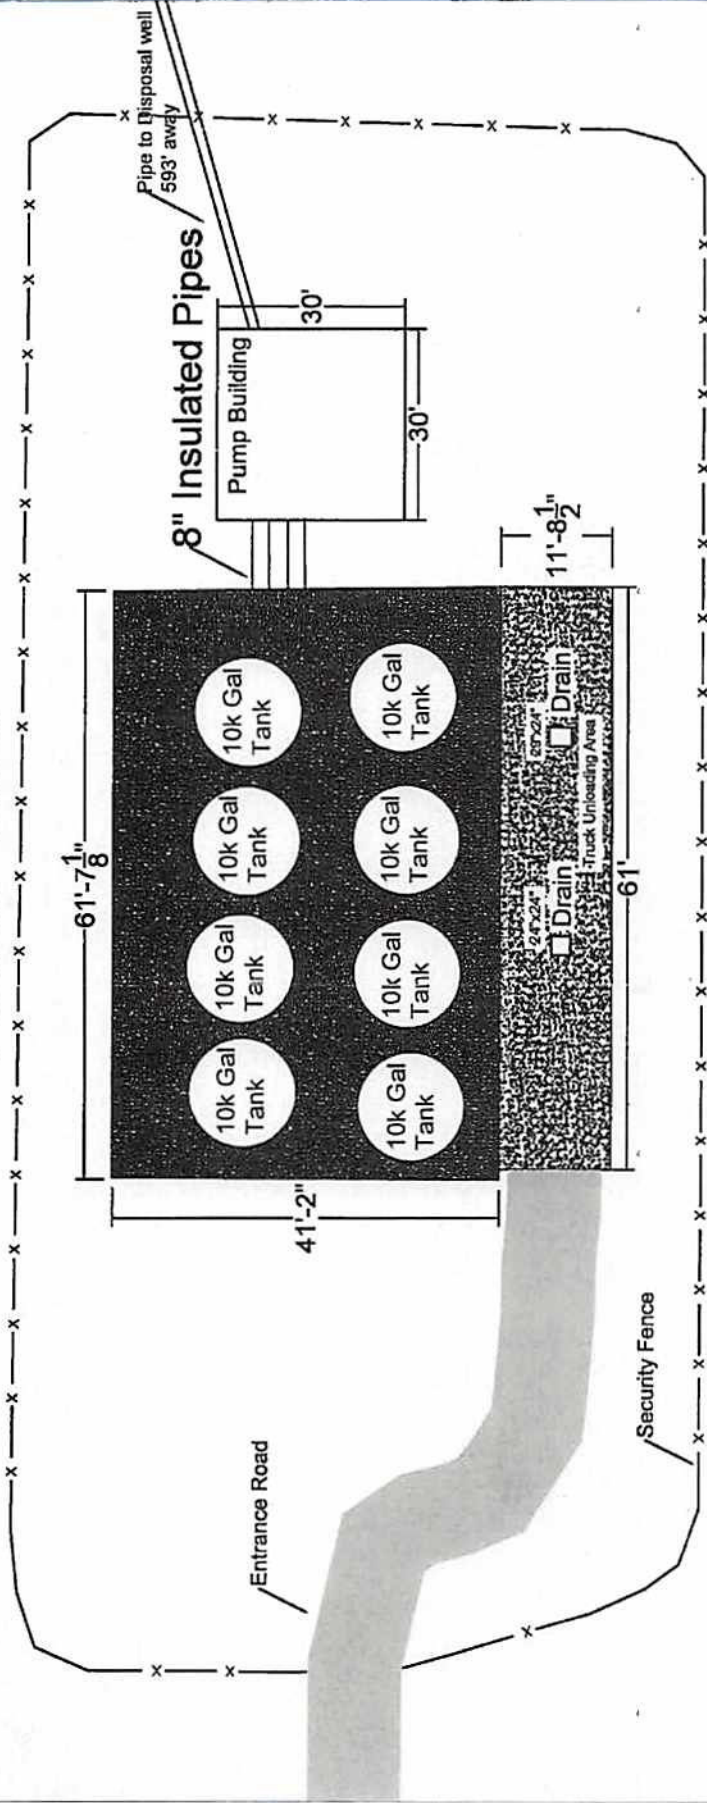 Pipe to Disposal well
593' away
8" Insulated Pipes
Pump Building
30'
30'
61'-7 1/8"
41'-2"
10k Gal
Tank
10k Gal
Tank
10k Gal
Tank
10k Gal
Tank
10k Gal
Tank
10k Gal
Tank
10k Gal
Tank
10k Gal
Tank
11'-8 1/2"
24"x24"
Drain
Drain
Truck Unloading Area
61'
Entrance Road
Security Fence